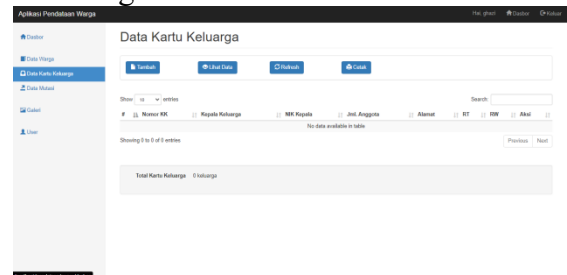 Aplikasi Pendataan Warga
Hai, ghozi Dasbor Keluar
Dasbor
Data Warga
Data Kartu Keluarga
Data Mutasi
Galeri
User
Data Kartu Keluarga
Tambah Lihat Data Refresh Cetak
Show 10 entries Search:
# Nomor KK Kepala Keluarga NIK Kepala Jml. Anggota Alamat RT RW Aksi
No data available in table
Showing 0 to 0 of 0 entries Previous Next
Total Kartu Keluarga 0 keluarga